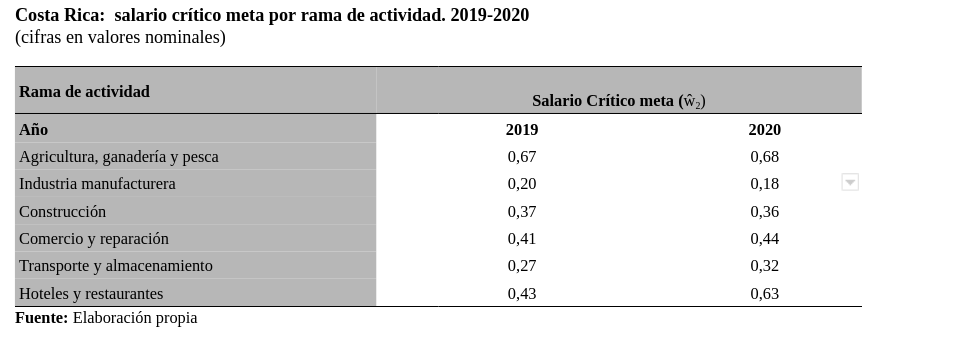 Costa Rica:  salario crítico meta por rama de actividad. 2019-2020
(cifras en valores nominales)
Rama de actividad Salario Crítico meta (ŵ₂)
Año 2019 2020
Agricultura, ganadería y pesca 0,67 0,68
Industria manufacturera 0,20 0,18
Construcción 0,37 0,36
Comercio y reparación 0,41 0,44
Transporte y almacenamiento 0,27 0,32
Hoteles y restaurantes 0,43 0,63
Fuente: Elaboración propia